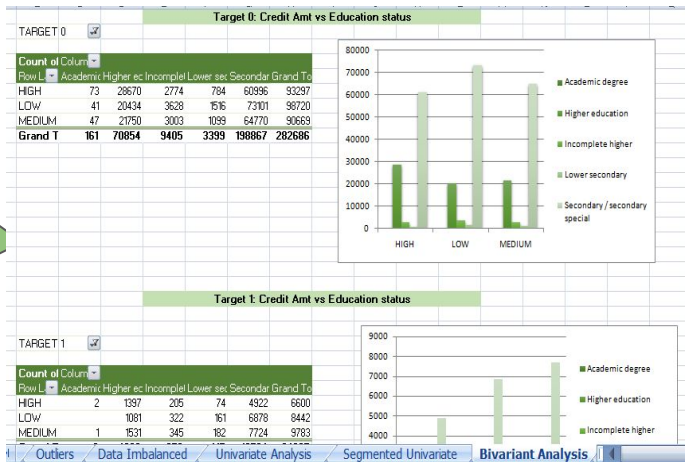 Target 0: Credit Amt vs Education status
TARGET 0
Count of Colum
Row L Academic Higher ec Incomplet Lower sec Secondar Grand To
HIGH 73 28670 2774 784 60996 93297
LOW 41 20434 3628 1516 73101 98720
MEDIUM 47 21750 3003 1099 64770 90669
Grand T 161 70854 9405 3399 198867 282686
80000
70000
60000
50000
40000
30000
20000
10000
0
HIGH LOW MEDIUM
Academic degree
Higher education
Incomplete higher
Lower secondary
Secondary / secondary
special
Target 1: Credit Amt vs Education status
TARGET 1
Count of Colum
Row L Academic Higher ec Incomplet Lower sec Secondar Grand To
HIGH 2 1397 205 74 4922 6600
LOW 1081 322 161 6878 8442
MEDIUM 1 1531 345 182 7724 9783
9000
8000
7000
6000
5000
4000
Academic degree
Higher education
Incomplete higher
Outliers Data Imbalanced Univariate Analysis Segmented Univariate Bivariant Analysis